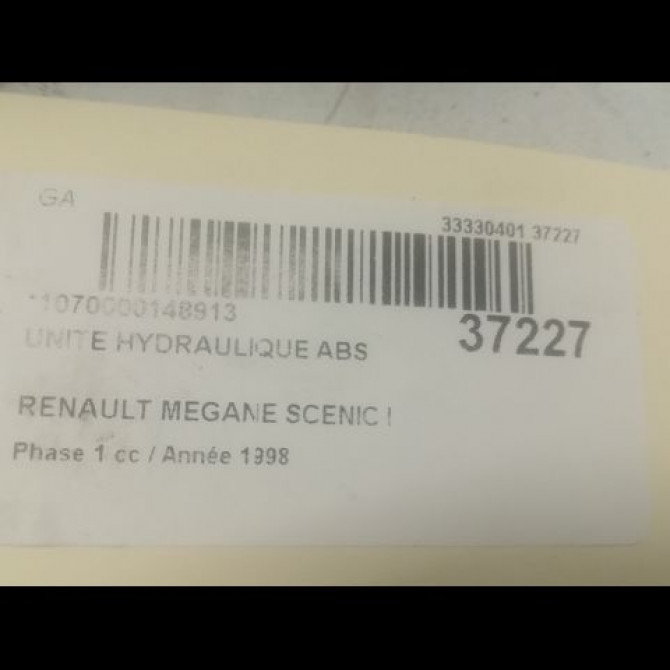 GA
33330401 37227
*1070000148913
37227
UNITE HYDRAULIQUE ABS
RENAULT MEGANE SCENIC I
Phase 1 cc / Année 1998